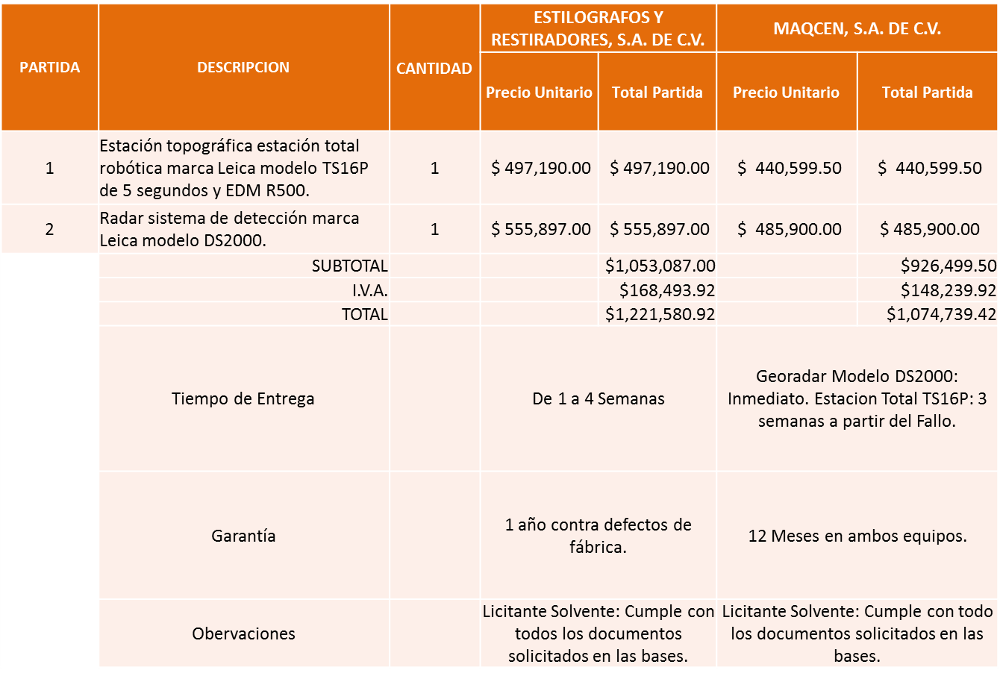 PARTIDA
DESCRIPCION
CANTIDAD
ESTILOGRAFOS Y
RESTIRADORES, S.A. DE C.V.
MAQCEN, S.A. DE C.V.
Precio Unitario
Total Partida
Precio Unitario
Total Partida
1
Estación topográfica estación total
robótica marca Leica modelo TS16P
de 5 segundos y EDM R500.
1
$ 497,190.00
$ 497,190.00
$ 440,599.50
$ 440,599.50
2
Radar sistema de detección marca
Leica modelo DS2000.
1
$ 555,897.00
$ 555,897.00
$ 485,900.00
$ 485,900.00
SUBTOTAL
$1,053,087.00
$926,499.50
I.V.A.
$168,493.92
$148,239.92
TOTAL
$1,221,580.92
$1,074,739.42
Tiempo de Entrega
De 1 a 4 Semanas
Georadar Modelo DS2000:
Inmediato. Estacion Total TS16P: 3
semanas a partir del Fallo.
Garantía
1 año contra defectos de
fábrica.
12 Meses en ambos equipos.
Obervaciones
Licitante Solvente: Cumple con
todos los documentos
solicitados en las bases.
Licitante Solvente: Cumple con todo
los documentos solicitados en las
bases.